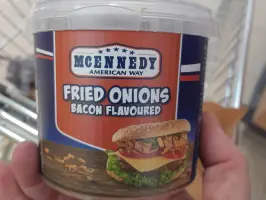 McENNEDY
AMERICAN WAY
FRIED ONIONS
BACON FLAVOURED